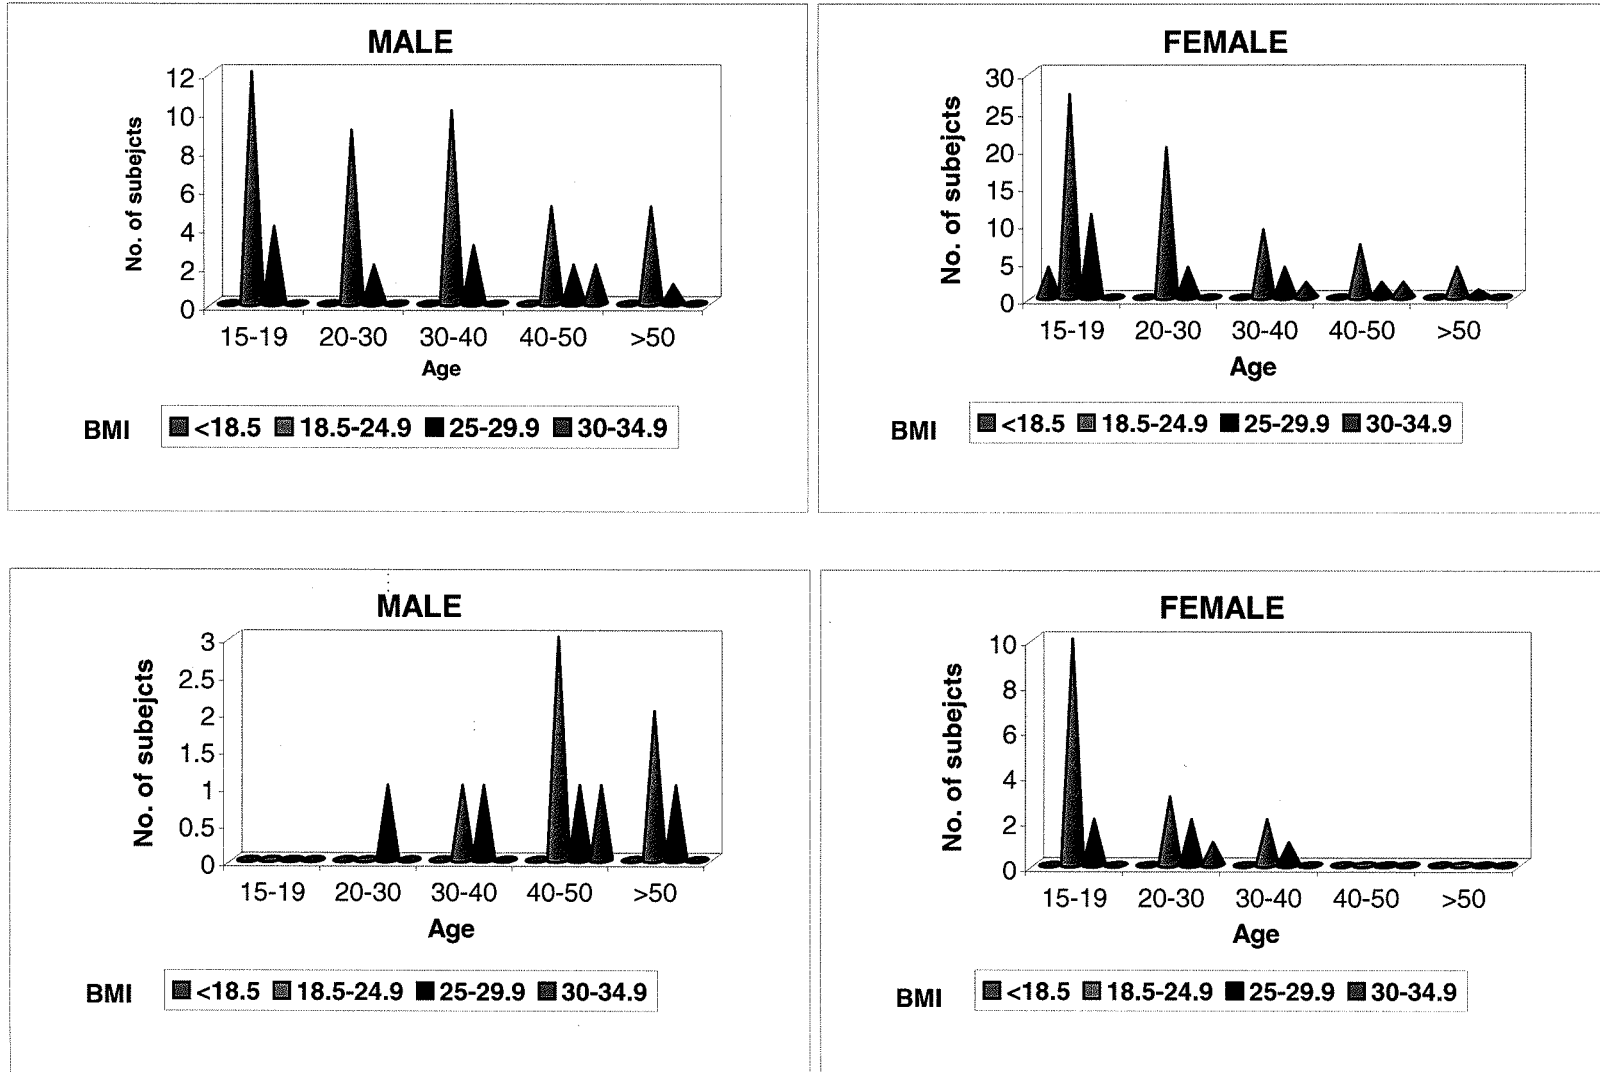 MALE
12
10
8
6
4
2
0
No. of subejcts
15-19 20-30 30-40 40-50 >50
Age
BMI <18.5 18.5-24.9 25-29.9 30-34.9
FEMALE
30
25
20
15
10
5
0
No. of subejcts
15-19 20-30 30-40 40-50 >50
Age
BMI <18.5 18.5-24.9 25-29.9 30-34.9
MALE
3
2.5
2
1.5
1
0.5
0
No. of subejcts
15-19 20-30 30-40 40-50 >50
Age
BMI <18.5 18.5-24.9 25-29.9 30-34.9
FEMALE
10
8
6
4
2
0
No. of subejcts
15-19 20-30 30-40 40-50 >50
Age
BMI <18.5 18.5-24.9 25-29.9 30-34.9